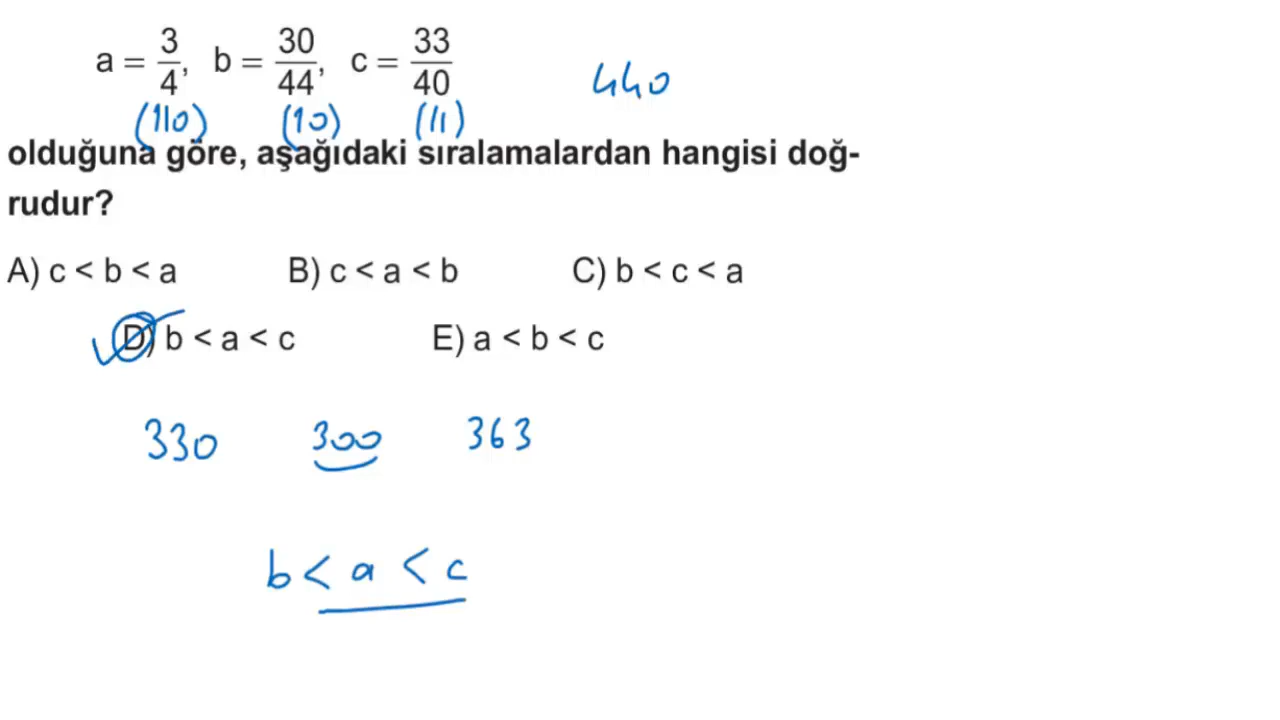 a = 3/4, b = 30/44, c = 33/40
440
(110) (10) (11)
olduğuna göre, aşağıdaki sıralamalardan hangisi doğ-
rudur?
A) c < b < a B) c < a < b C) b < c < a
D) b < a < c E) a < b < c
330 300 363
b < a < c